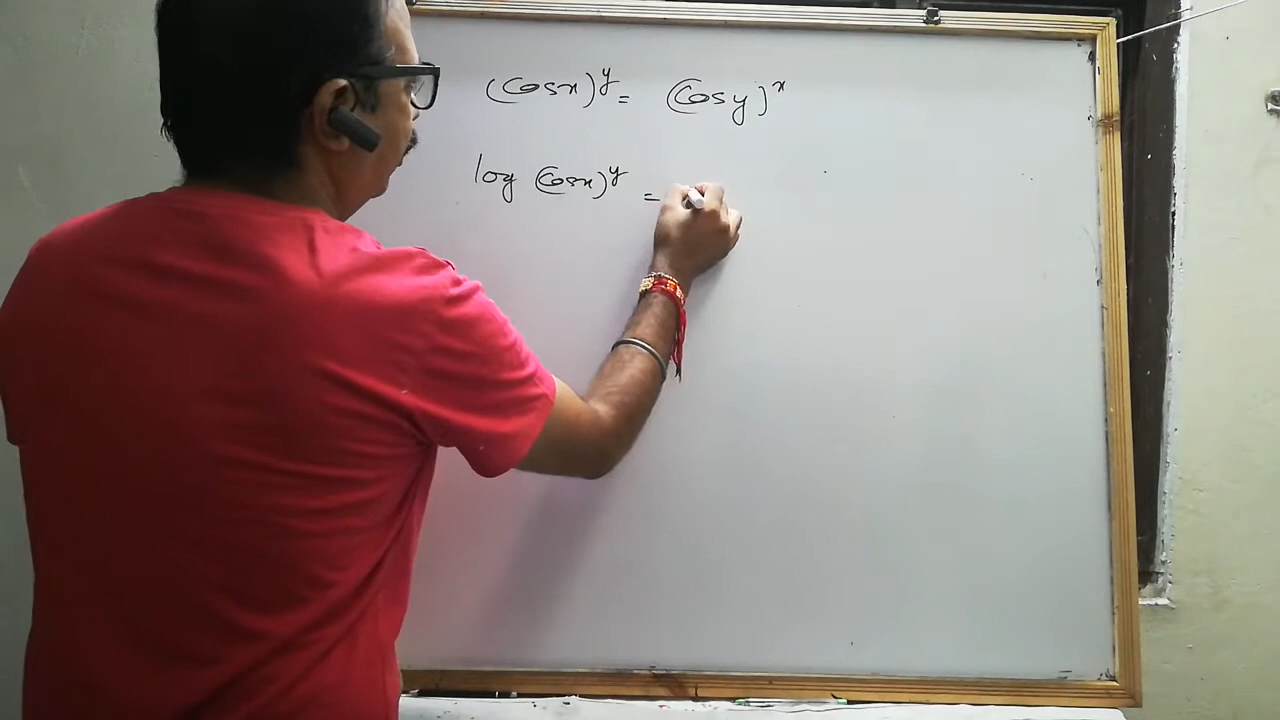 (Cosx)^y = (Cosy)^x
log (Cosx)^y =